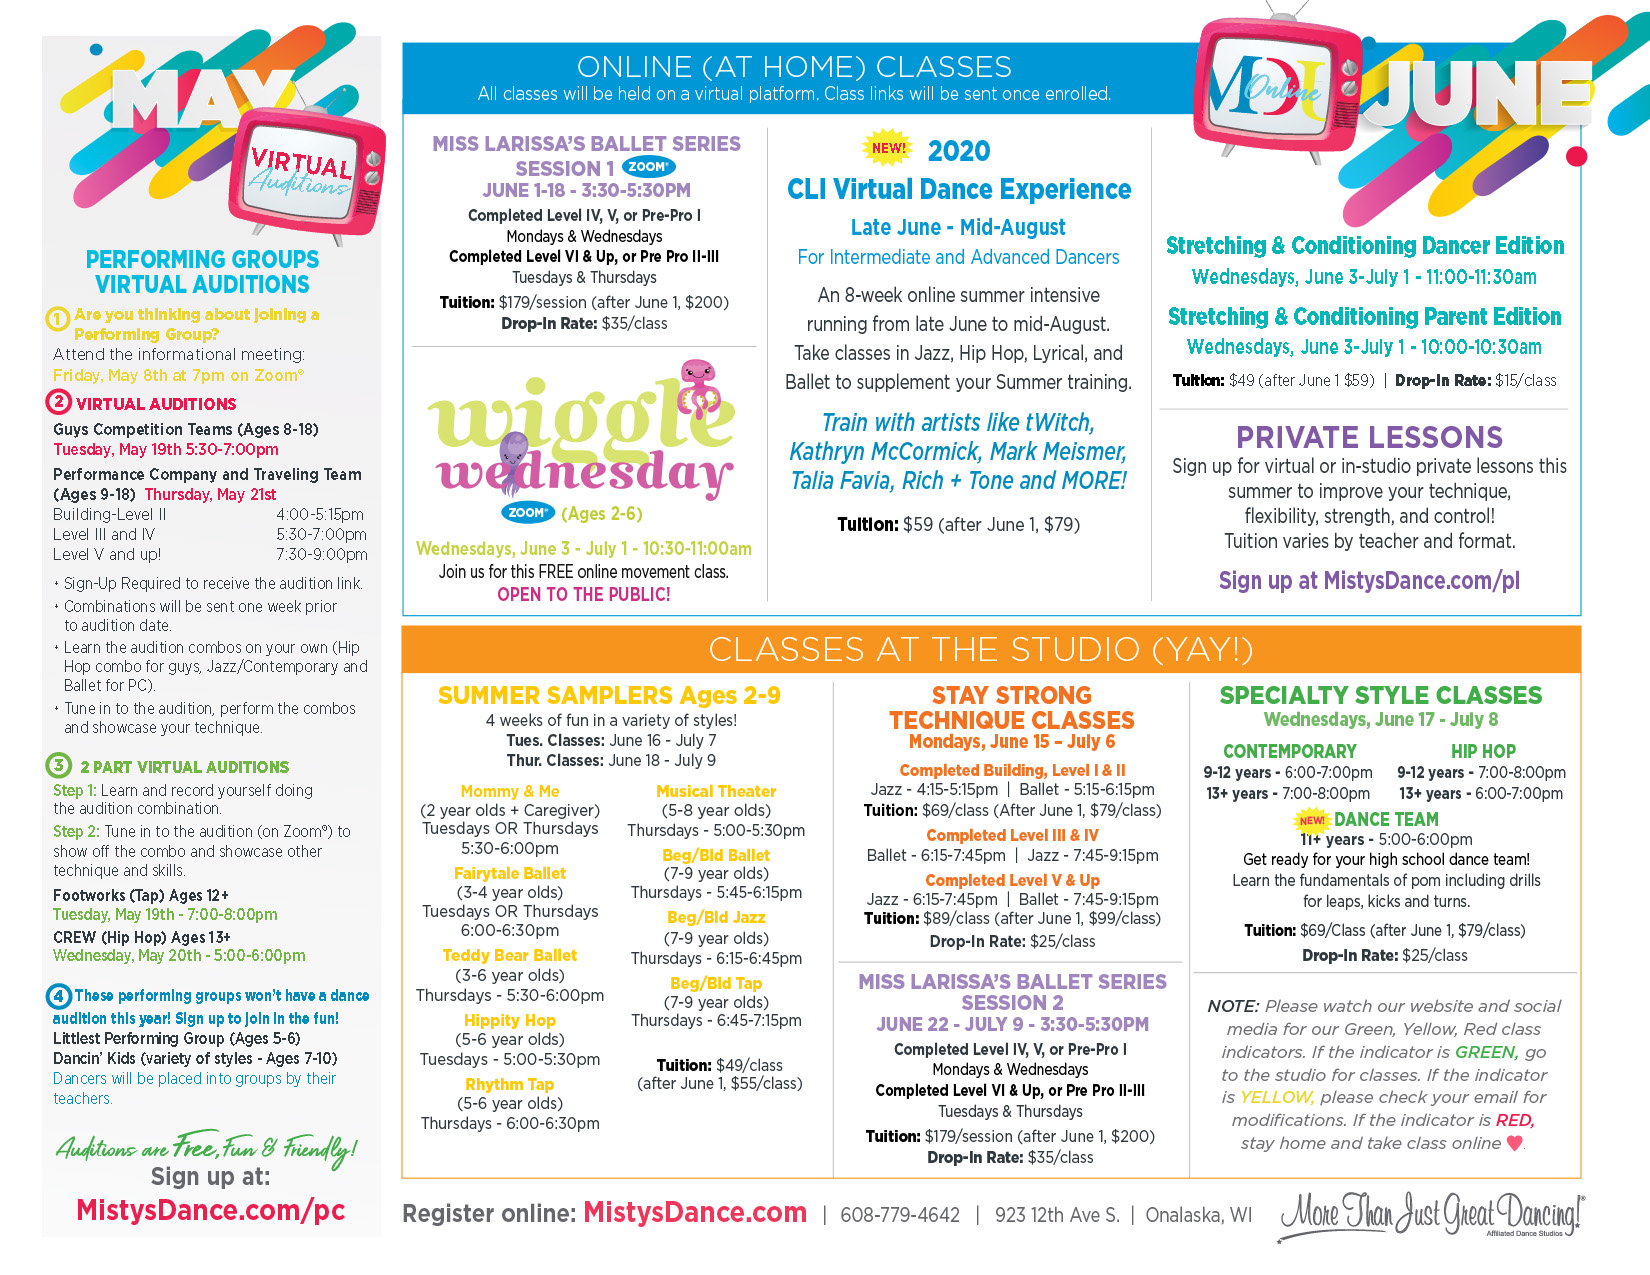 MAY
VIRTUAL
Auditions
PERFORMING GROUPS
VIRTUAL AUDITIONS
1 Are you thinking about joining a
Performing Group?
Attend the informational meeting:
Friday, May 8th at 7pm on Zoom®
2 VIRTUAL AUDITIONS
Guys Competition Teams (Ages 8-18)
Tuesday, May 19th 5:30-7:00pm
Performance Company and Traveling Team
(Ages 9-18) Thursday, May 21st
Building-Level II 4:00-5:15pm
Level III and IV 5:30-7:00pm
Level V and up! 7:30-9:00pm
• Sign-Up Required to receive the audition link.
• Combinations will be sent one week prior
to audition date.
• Learn the audition combos on your own (Hip
Hop combo for guys, Jazz/Contemporary and
Ballet for PC).
• Tune in to the audition, perform the combos
and showcase your technique.
3 2 PART VIRTUAL AUDITIONS
Step 1: Learn and record yourself doing
the audition combination.
Step 2: Tune in to the audition (on Zoom®) to
show off the combo and showcase other
technique and skills.
Footworks (Tap) Ages 12+
Tuesday, May 19th - 7:00-8:00pm
CREW (Hip Hop) Ages 13+
Wednesday, May 20th - 5:00-6:00pm
4 These performing groups won't have a dance
audition this year! Sign up to join in the fun!
Littlest Performing Group (Ages 5-6)
Dancin' Kids (variety of styles - Ages 7-10)
Dancers will be placed into groups by their
teachers.
Auditions are Free, Fun & Friendly!
Sign up at:
MistysDance.com/pc
ONLINE (AT HOME) CLASSES
All classes will be held on a virtual platform. Class links will be sent once enrolled.
MDU Online
JUNE
MISS LARISSA'S BALLET SERIES
SESSION 1 ZOOM®
JUNE 1-18 - 3:30-5:30PM
Completed Level IV, V, or Pre-Pro I
Mondays & Wednesdays
Completed Level VI & Up, or Pre Pro II-III
Tuesdays & Thursdays
Tuition: $179/session (after June 1, $200)
Drop-In Rate: $35/class
wiggle
wednesday
ZOOM® (Ages 2-6)
Wednesdays, June 3 - July 1 - 10:30-11:00am
Join us for this FREE online movement class.
OPEN TO THE PUBLIC!
NEW! 2020
CLI Virtual Dance Experience
Late June - Mid-August
For Intermediate and Advanced Dancers
An 8-week online summer intensive
running from late June to mid-August.
Take classes in Jazz, Hip Hop, Lyrical, and
Ballet to supplement your Summer training.
Train with artists like tWitch,
Kathryn McCormick, Mark Meismer,
Talia Favia, Rich + Tone and MORE!
Tuition: $59 (after June 1, $79)
Stretching & Conditioning Dancer Edition
Wednesdays, June 3-July 1 - 11:00-11:30am
Stretching & Conditioning Parent Edition
Wednesdays, June 3-July 1 - 10:00-10:30am
Tuition: $49 (after June 1 $59) | Drop-In Rate: $15/class
PRIVATE LESSONS
Sign up for virtual or in-studio private lessons this
summer to improve your technique,
flexibility, strength, and control!
Tuition varies by teacher and format.
Sign up at MistysDance.com/pl
CLASSES AT THE STUDIO (YAY!)
SUMMER SAMPLERS Ages 2-9
4 weeks of fun in a variety of styles!
Tues. Classes: June 16 - July 7
Thur. Classes: June 18 - July 9
Mommy & Me
(2 year olds + Caregiver)
Tuesdays OR Thursdays
5:30-6:00pm
Fairytale Ballet
(3-4 year olds)
Tuesdays OR Thursdays
6:00-6:30pm
Teddy Bear Ballet
(3-6 year olds)
Thursdays - 5:30-6:00pm
Hippity Hop
(5-6 year olds)
Tuesdays - 5:00-5:30pm
Rhythm Tap
(5-6 year olds)
Thursdays - 6:00-6:30pm
Musical Theater
(5-8 year olds)
Thursdays - 5:00-5:30pm
Beg/Bld Ballet
(7-9 year olds)
Thursdays - 5:45-6:15pm
Beg/Bld Jazz
(7-9 year olds)
Thursdays - 6:15-6:45pm
Beg/Bld Tap
(7-9 year olds)
Thursdays - 6:45-7:15pm
Tuition: $49/class
(after June 1, $55/class)
STAY STRONG
TECHNIQUE CLASSES
Mondays, June 15 – July 6
Completed Building, Level I & II
Jazz - 4:15-5:15pm | Ballet - 5:15-6:15pm
Tuition: $69/class (After June 1, $79/class)
Completed Level III & IV
Ballet - 6:15-7:45pm | Jazz - 7:45-9:15pm
Completed Level V & Up
Jazz - 6:15-7:45pm | Ballet - 7:45-9:15pm
Tuition: $89/class (after June 1, $99/class)
Drop-In Rate: $25/class
MISS LARISSA'S BALLET SERIES
SESSION 2
JUNE 22 - JULY 9 - 3:30-5:30PM
Completed Level IV, V, or Pre-Pro I
Mondays & Wednesdays
Completed Level VI & Up, or Pre Pro II-III
Tuesdays & Thursdays
Tuition: $179/session (after June 1, $200)
Drop-In Rate: $35/class
SPECIALTY STYLE CLASSES
Wednesdays, June 17 - July 8
CONTEMPORARY
9-12 years - 6:00-7:00pm
13+ years - 7:00-8:00pm
HIP HOP
9-12 years - 7:00-8:00pm
13+ years - 6:00-7:00pm
NEW! DANCE TEAM
11+ years - 5:00-6:00pm
Get ready for your high school dance team!
Learn the fundamentals of pom including drills
for leaps, kicks and turns.
Tuition: $69/Class (after June 1, $79/class)
Drop-In Rate: $25/class
NOTE: Please watch our website and social
media for our Green, Yellow, Red class
indicators. If the indicator is GREEN, go
to the studio for classes. If the indicator
is YELLOW, please check your email for
modifications. If the indicator is RED,
stay home and take class online ♥.
Register online: MistysDance.com | 608-779-4642 | 923 12th Ave S. | Onalaska, WI
More Than Just Great Dancing!®
Affiliated Dance Studios